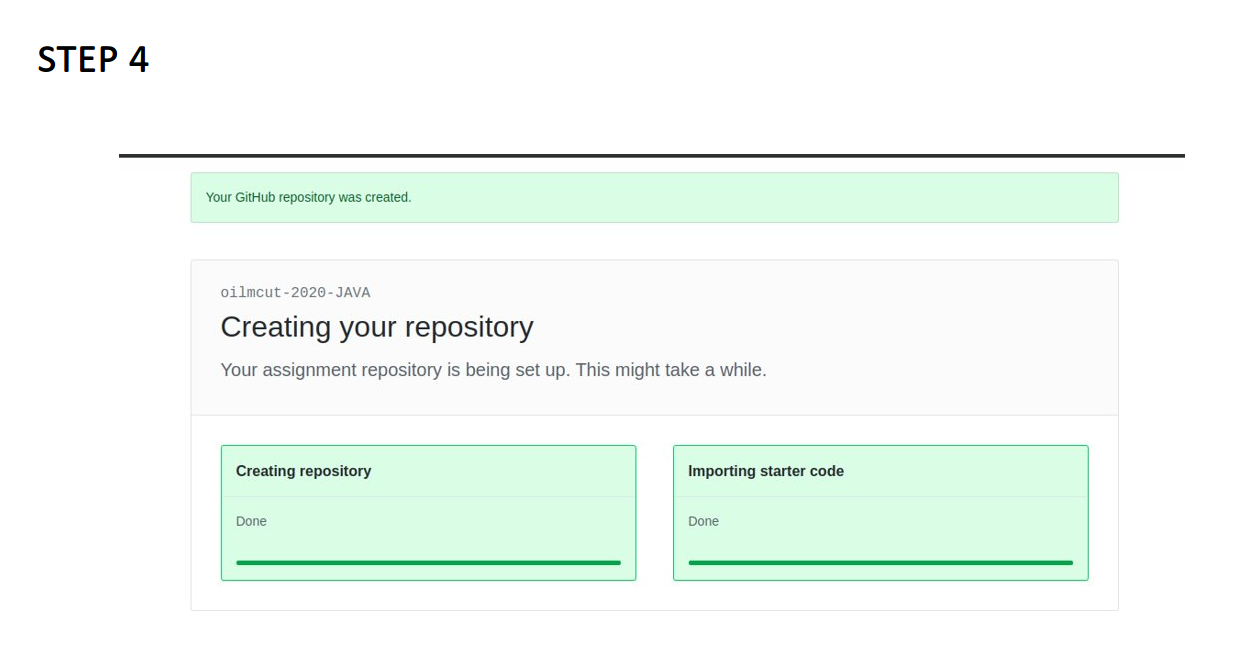 STEP 4
Your GitHub repository was created.
oilmcut-2020-JAVA
Creating your repository
Your assignment repository is being set up. This might take a while.
Creating repository
Importing starter code
Done
Done